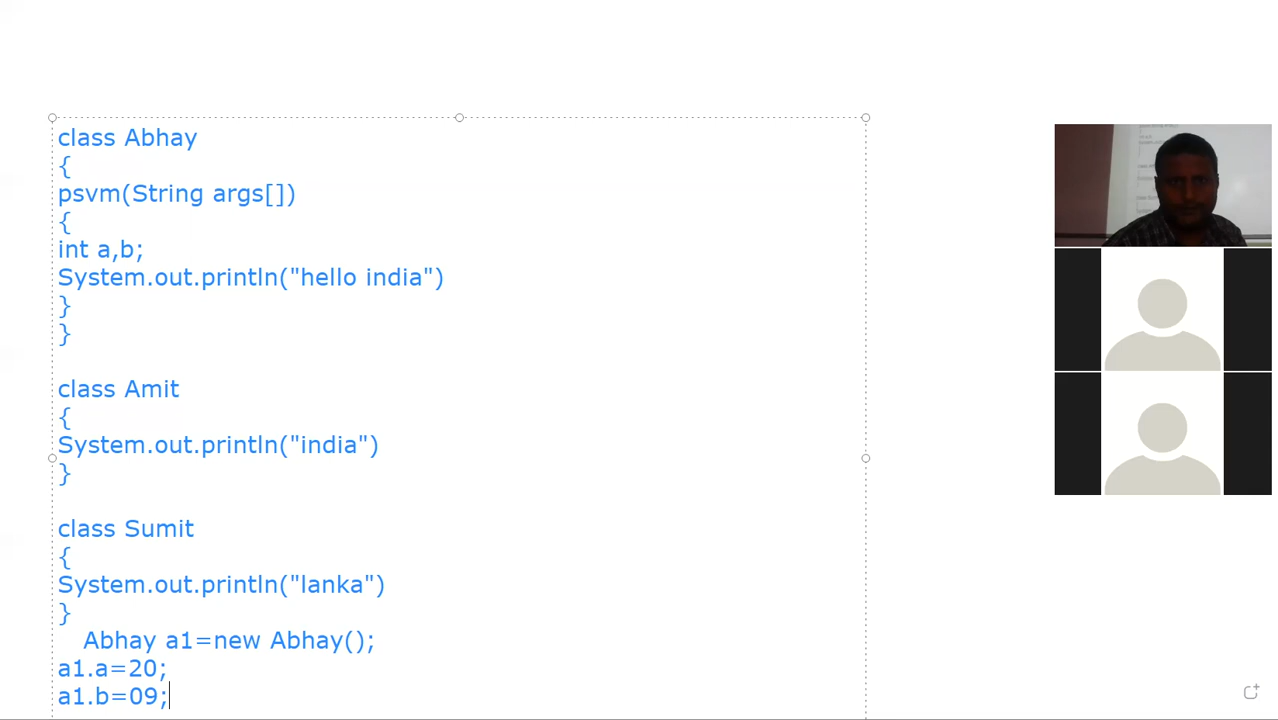 class Abhay
{
psvm(String args[])
{
int a,b;
System.out.println("hello india")
}
}
class Amit
{
System.out.println("india")
}
class Sumit
{
System.out.println("lanka")
}
Abhay a1=new Abhay();
a1.a=20;
a1.b=09;